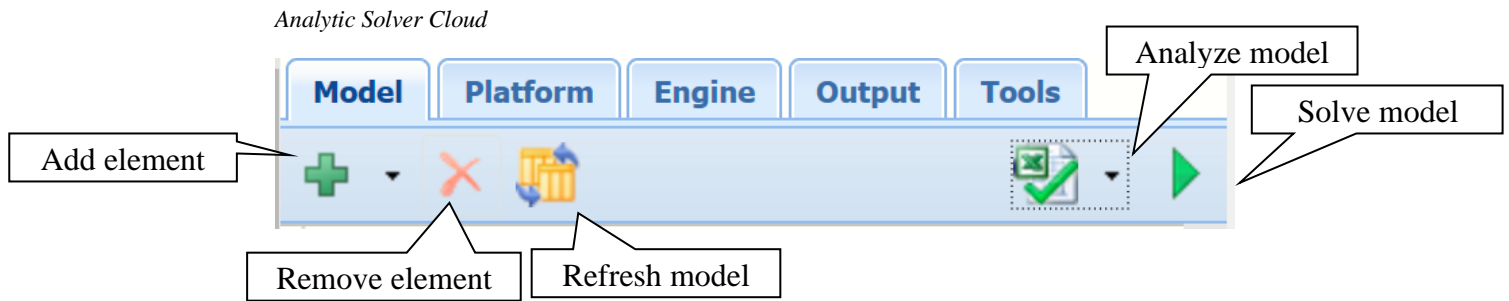 Analytic Solver Cloud
Analyze model
Model Platform Engine Output Tools
Solve model
Add element
Remove element
Refresh model